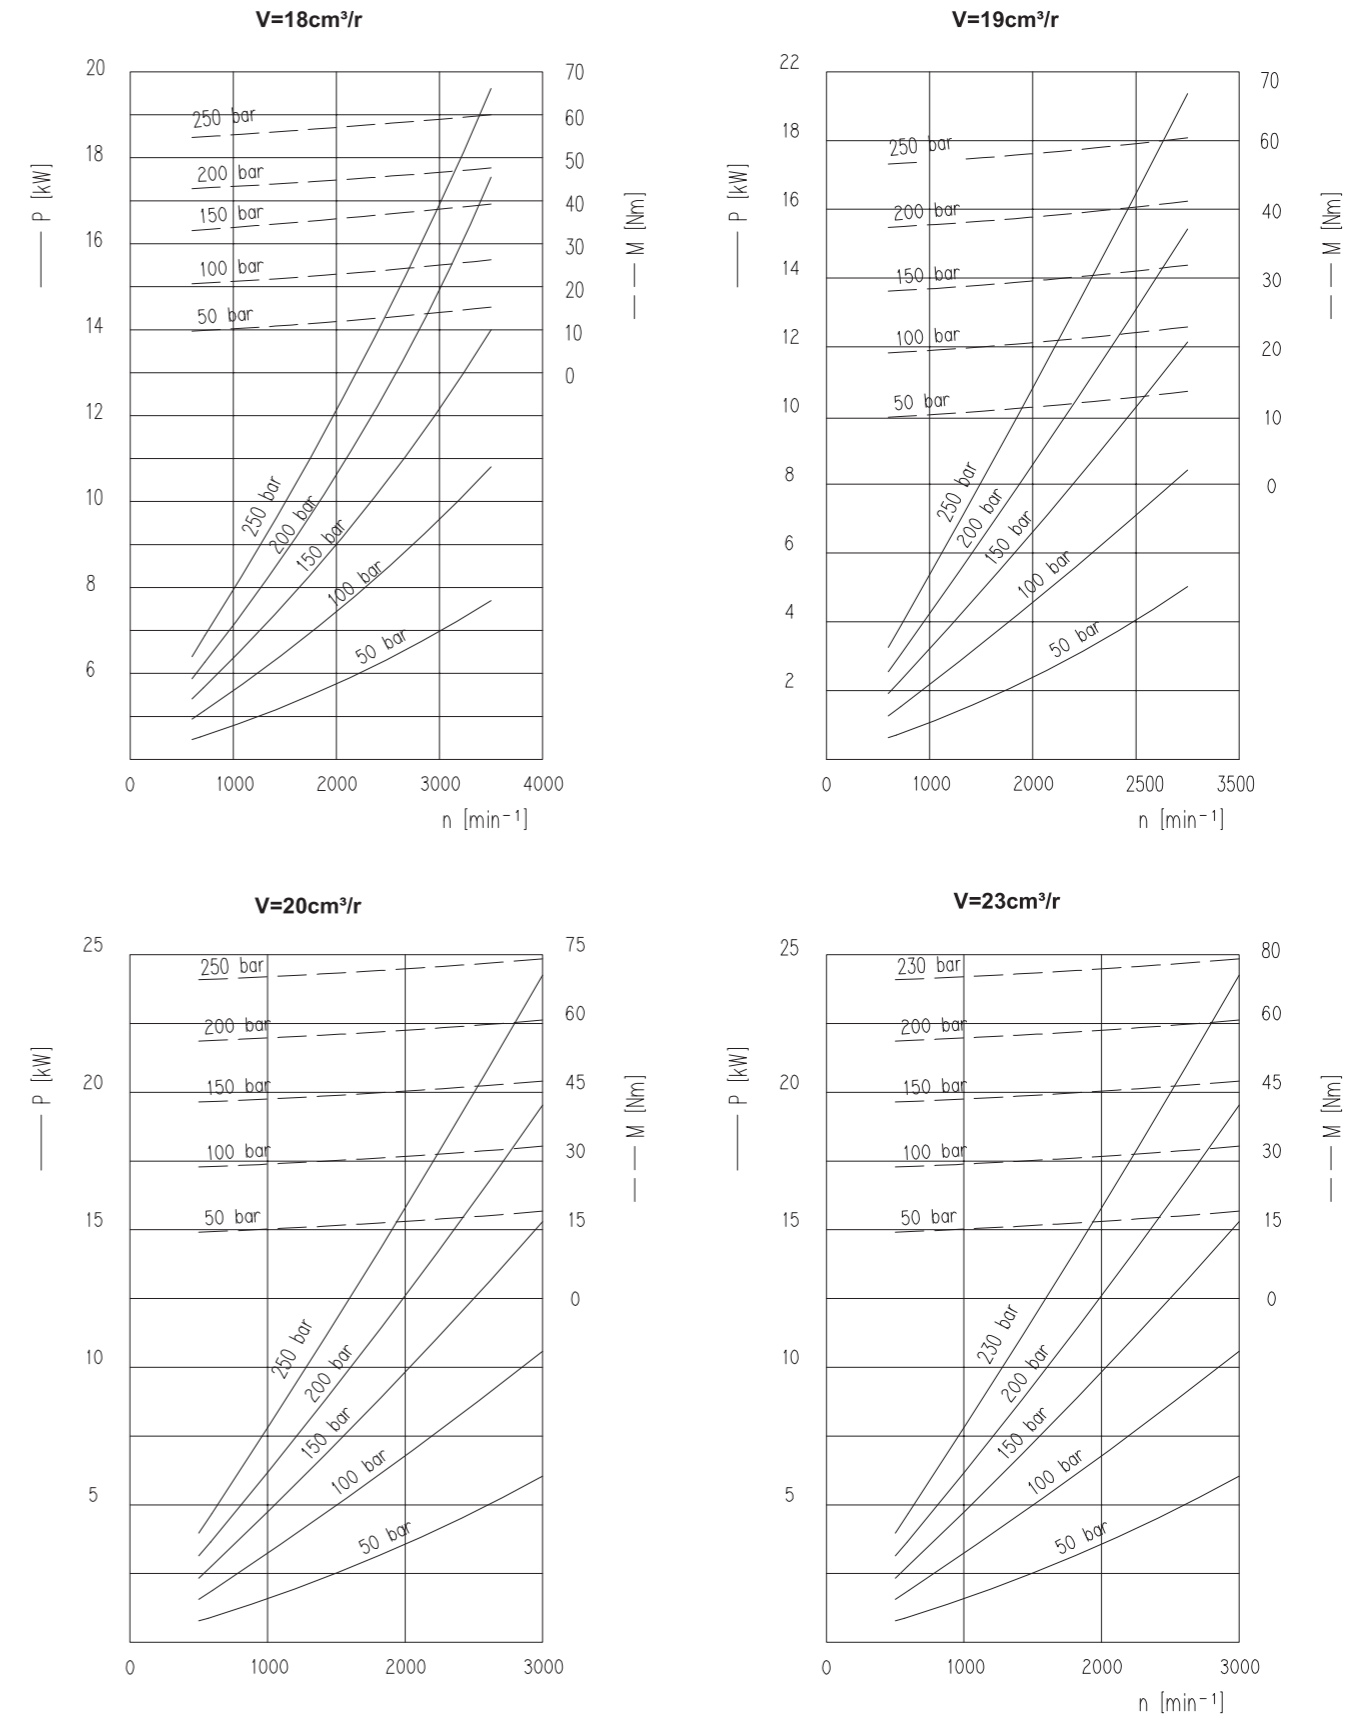 V=18cm³/r
20
18
16
14
12
10
8
6
P [kW]
70
60
50
40
30
20
10
0
M [Nm]
250 bar
200 bar
150 bar
100 bar
50 bar
250 bar
200 bar
150 bar
100 bar
50 bar
0 1000 2000 3000 4000
n [min⁻¹]
V=19cm³/r
22
18
16
14
12
10
8
6
4
2
P [kW]
70
60
40
30
20
10
0
M [Nm]
250 bar
200 bar
150 bar
100 bar
50 bar
250 bar
200 bar
150 bar
100 bar
50 bar
0 1000 2000 2500 3500
n [min⁻¹]
V=20cm³/r
25
20
15
10
5
P [kW]
75
60
45
30
15
0
M [Nm]
250 bar
200 bar
150 bar
100 bar
50 bar
250 bar
200 bar
150 bar
100 bar
50 bar
0 1000 2000 3000
V=23cm³/r
25
20
15
10
5
P [kW]
80
60
45
30
15
0
M [Nm]
230 bar
200 bar
150 bar
100 bar
50 bar
230 bar
200 bar
150 bar
100 bar
50 bar
0 1000 2000 3000
n [min⁻¹]